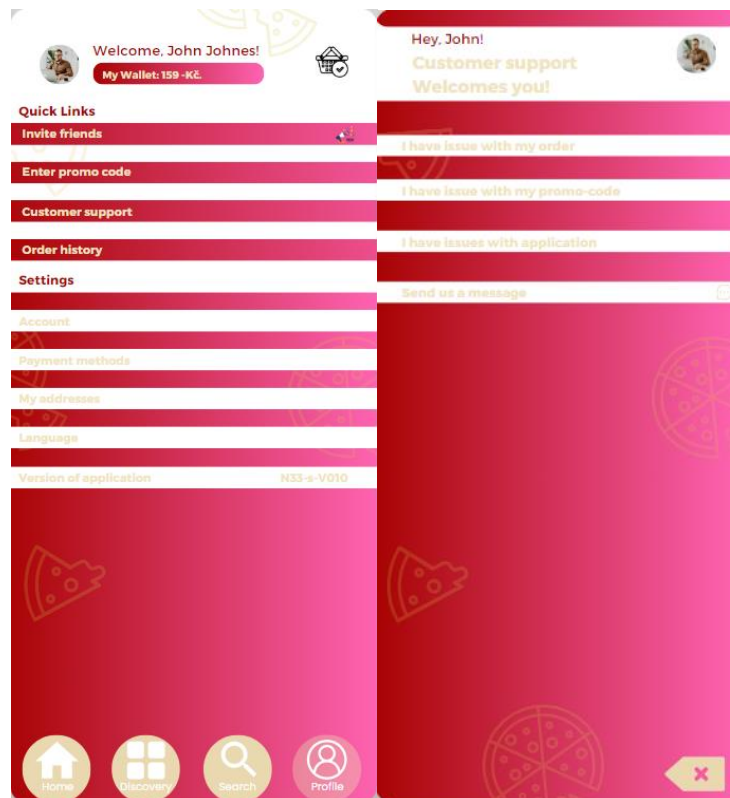 Welcome, John Johnes!
My Wallet: 159 -Kč.
Quick Links
Invite friends
Enter promo code
Customer support
Order history
Settings
Account
Payment methods
My addresses
Language
Version of application N33-s-V010
Home Discovery Search Profile
Hey, John!
Customer support
Welcomes you!
I have issue with my order
I have issue with my promo-code
I have issues with application
Send us a message